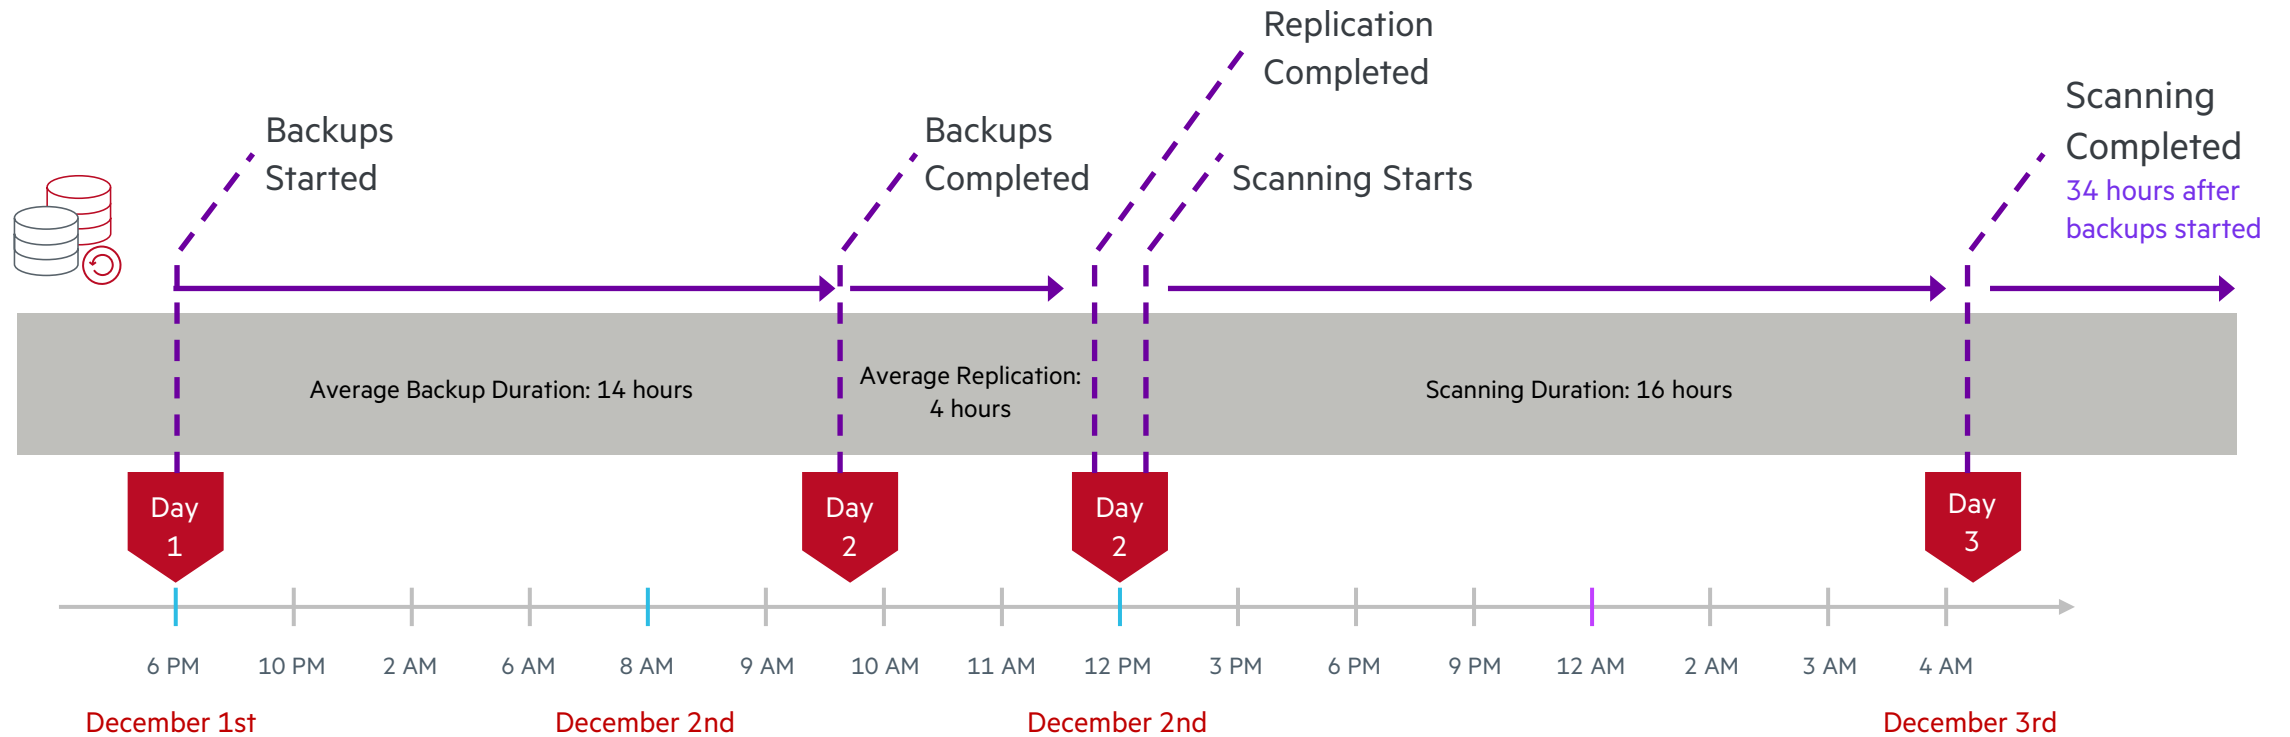 Replication
Completed
Backups
Started
Backups
Completed
Scanning Starts
Scanning
Completed
34 hours after
backups started
Average Backup Duration: 14 hours
Average Replication:
4 hours
Scanning Duration: 16 hours
Day
1
Day
2
Day
2
Day
3
6 PM 10 PM 2 AM 6 AM 8 AM 9 AM 10 AM 11 AM 12 PM 3 PM 6 PM 9 PM 12 AM 2 AM 3 AM 4 AM
December 1st December 2nd December 2nd December 3rd